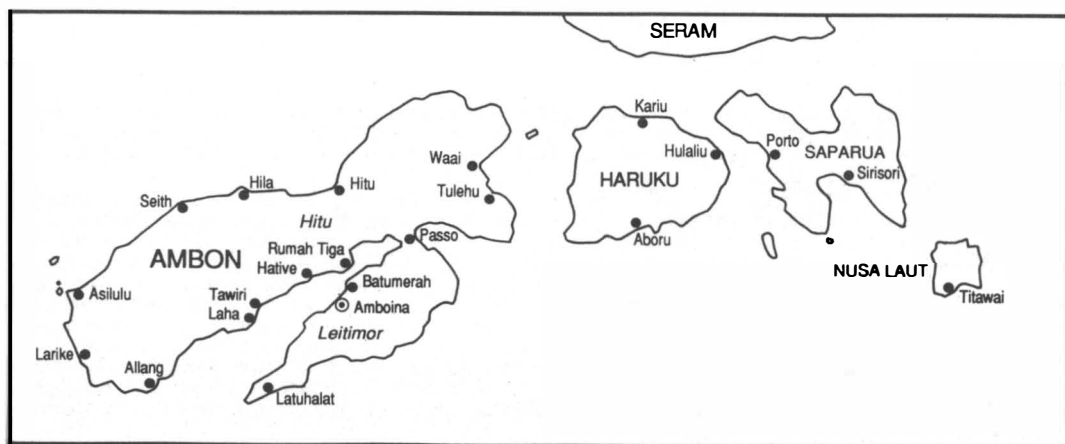 SERAM
Kariu
Waai
Hulaliu
Porto
SAPARUA
HARUKU
Sirisori
Hila
Hitu
Tulehu
Seith
Hitu
Aboru
Passo
Rumah Tiga
AMBON
Hative
NUSA LAUT
Batumerah
Asilulu
Titawai
Tawiri
Amboina
Laha
Leitimor
Larike
Allang
Latuhalat